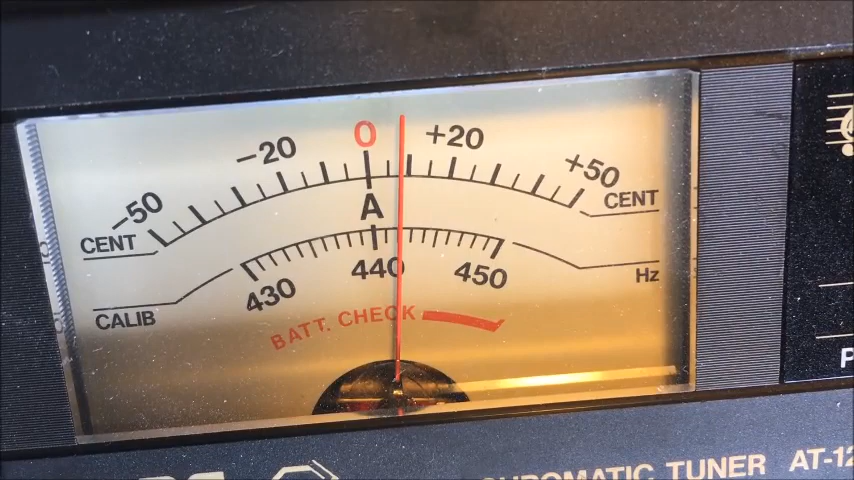 -50 -20 0 +20 +50
CENT CENT
A
430 440 450
CALIB Hz
BATT. CHECK
CHROMATIC TUNER AT-12